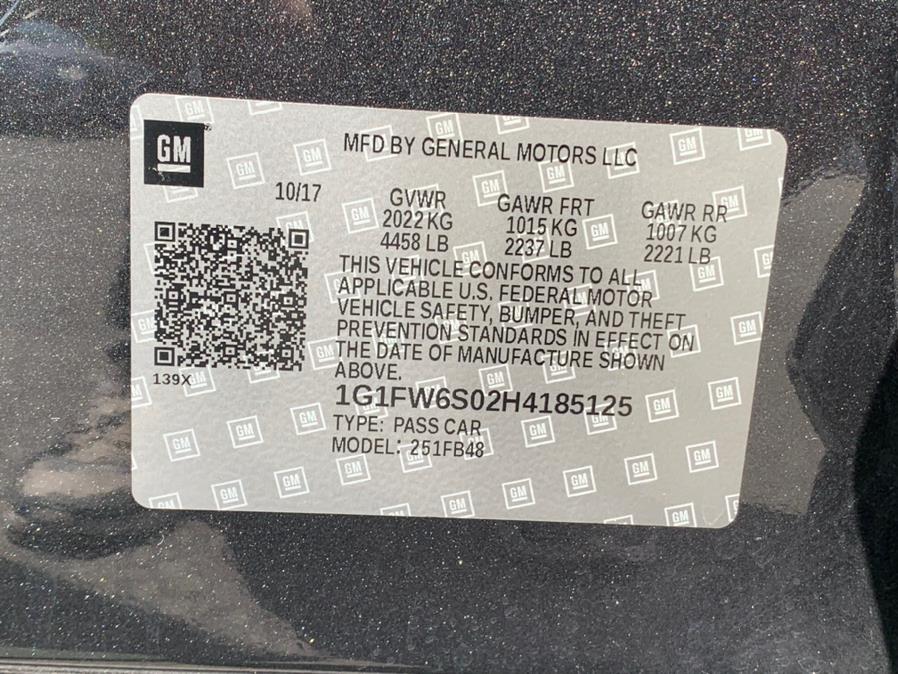 GM
MFD BY GENERAL MOTORS LLC
10/17
GVWR
2022 KG
4458 LB
GAWR FRT
1015 KG
2237 LB
GAWR RR
1007 KG
2221 LB
THIS VEHICLE CONFORMS TO ALL
APPLICABLE U.S. FEDERAL MOTOR
VEHICLE SAFETY, BUMPER, AND THEFT
PREVENTION STANDARDS IN EFFECT ON
THE DATE OF MANUFACTURE SHOWN
ABOVE.
139X
1G1FW6S02H4185125
TYPE: PASS CAR
MODEL: 251FB48